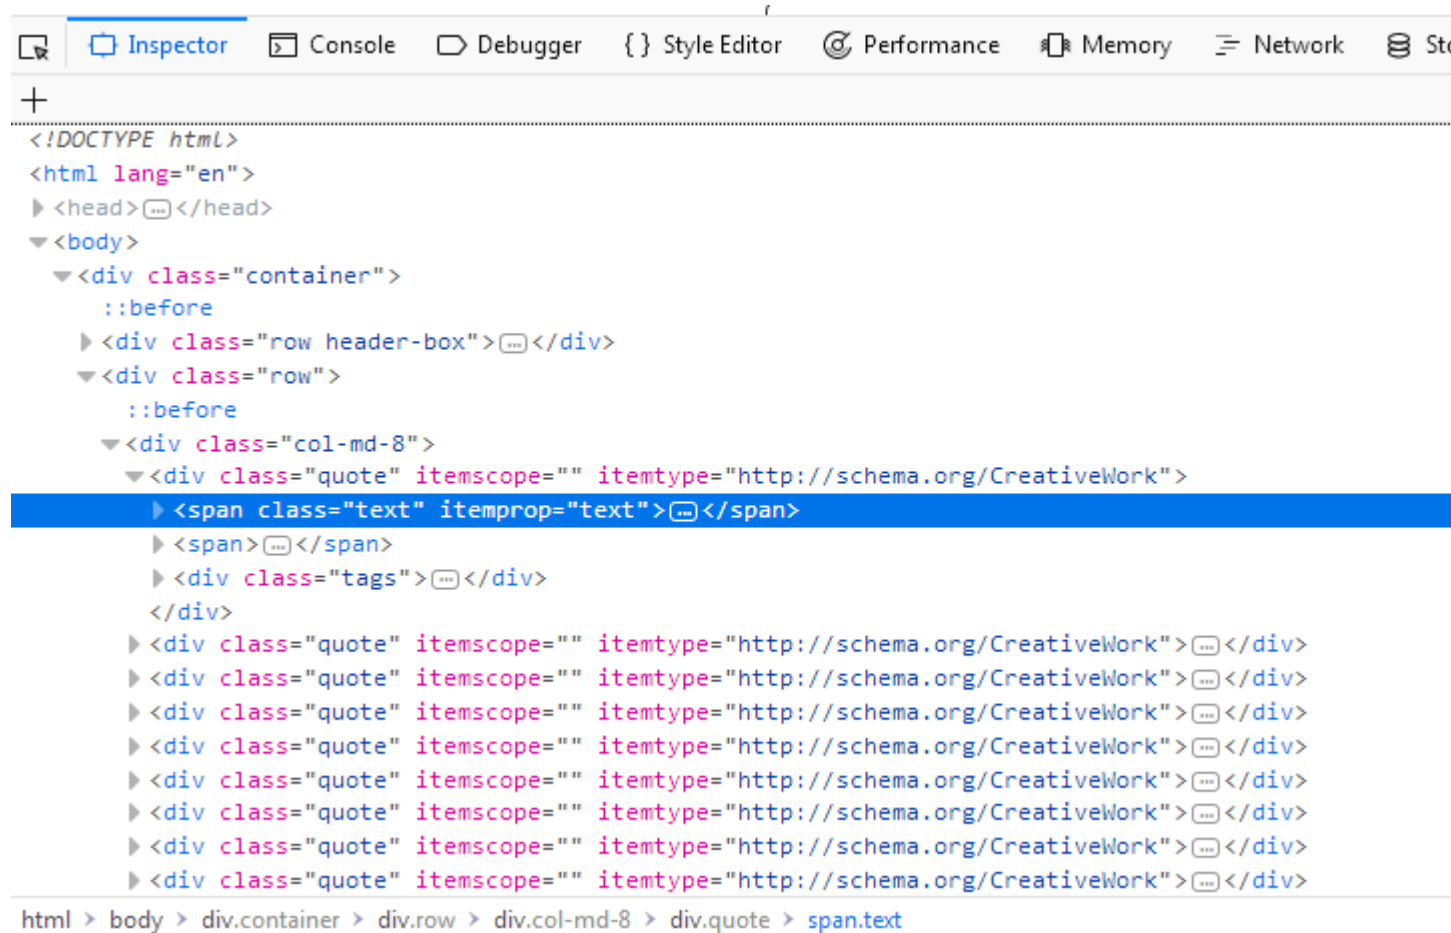 Inspector Console Debugger { } Style Editor Performance Memory Network
+
<!DOCTYPE html>
<html lang="en">
<head>…</head>
<body>
<div class="container">
::before
<div class="row header-box">…</div>
<div class="row">
::before
<div class="col-md-8">
<div class="quote" itemscope="" itemtype="http://schema.org/CreativeWork">
<span class="text" itemprop="text">…</span>
<span>…</span>
<div class="tags">…</div>
</div>
<div class="quote" itemscope="" itemtype="http://schema.org/CreativeWork">…</div>
<div class="quote" itemscope="" itemtype="http://schema.org/CreativeWork">…</div>
<div class="quote" itemscope="" itemtype="http://schema.org/CreativeWork">…</div>
<div class="quote" itemscope="" itemtype="http://schema.org/CreativeWork">…</div>
<div class="quote" itemscope="" itemtype="http://schema.org/CreativeWork">…</div>
<div class="quote" itemscope="" itemtype="http://schema.org/CreativeWork">…</div>
<div class="quote" itemscope="" itemtype="http://schema.org/CreativeWork">…</div>
<div class="quote" itemscope="" itemtype="http://schema.org/CreativeWork">…</div>
html > body > div.container > div.row > div.col-md-8 > div.quote > span.text